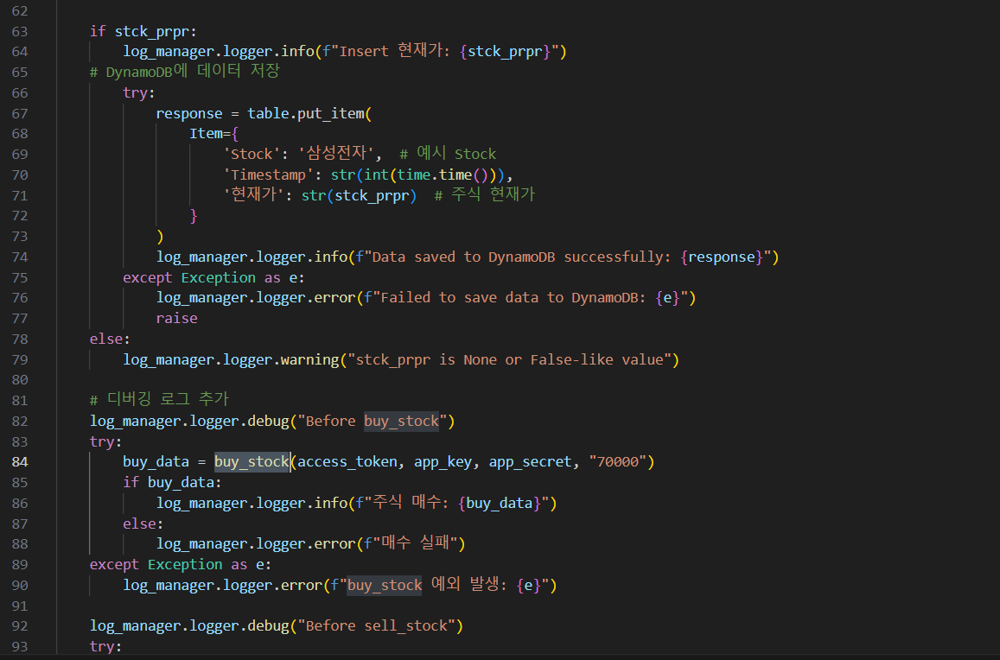 62
63 if stck_prpr:
64 log_manager.logger.info(f"Insert 현재가: {stck_prpr}")
65 # DynamoDB에 데이터 저장
66 try:
67 response = table.put_item(
68 Item={
69 'Stock': '삼성전자', # 예시 Stock
70 'Timestamp': str(int(time.time())),
71 '현재가': str(stck_prpr) # 주식 현재가
72 }
73 )
74 log_manager.logger.info(f"Data saved to DynamoDB successfully: {response}")
75 except Exception as e:
76 log_manager.logger.error(f"Failed to save data to DynamoDB: {e}")
77 raise
78 else:
79 log_manager.logger.warning("stck_prpr is None or False-like value")
80
81 # 디버깅 로그 추가
82 log_manager.logger.debug("Before buy_stock")
83 try:
84 buy_data = buy_stock(access_token, app_key, app_secret, "70000")
85 if buy_data:
86 log_manager.logger.info(f"주식 매수: {buy_data}")
87 else:
88 log_manager.logger.error(f"매수 실패")
89 except Exception as e:
90 log_manager.logger.error(f"buy_stock 예외 발생: {e}")
91
92 log_manager.logger.debug("Before sell_stock")
93 try: